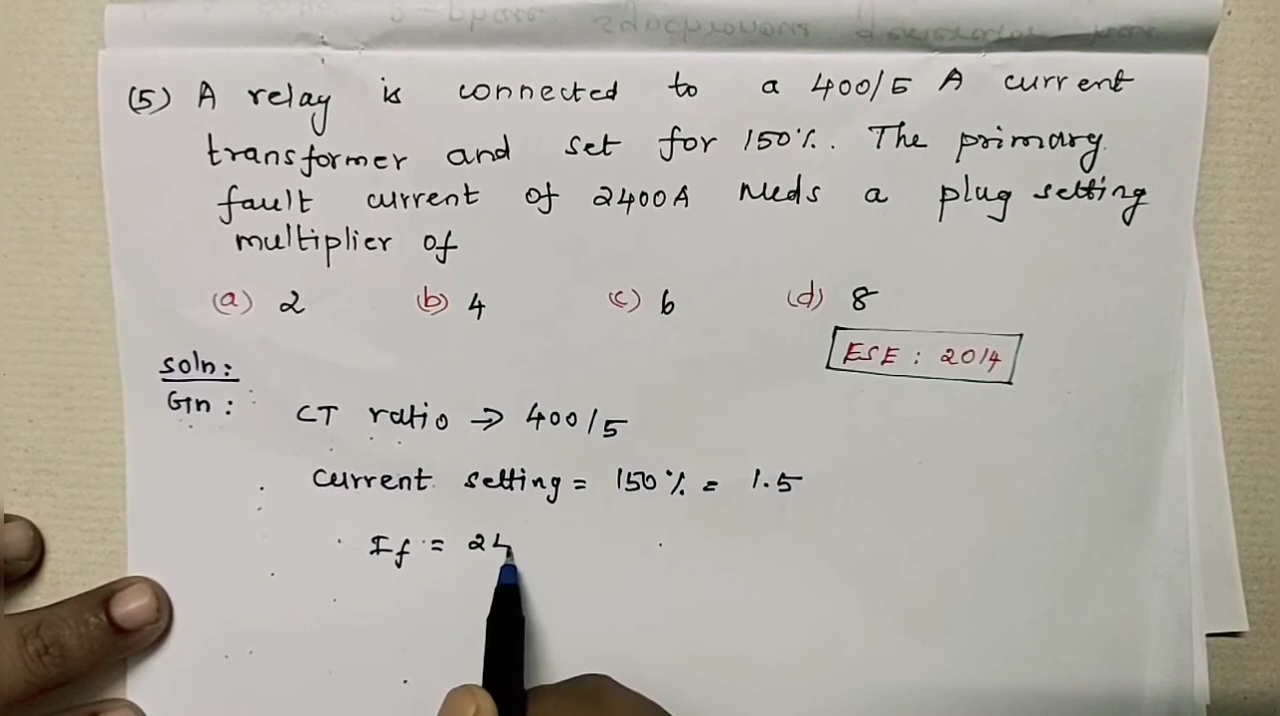 (5) A relay is connected to a 400/5 A current
transformer and set for 150%. The primary
fault current of 2400A needs a plug setting
multiplier of
(a) 2 (b) 4 (c) 6 (d) 8
ESE : 2014
Soln:
Gn: CT ratio ⇒ 400/5
Current setting = 150% = 1.5
If = 24